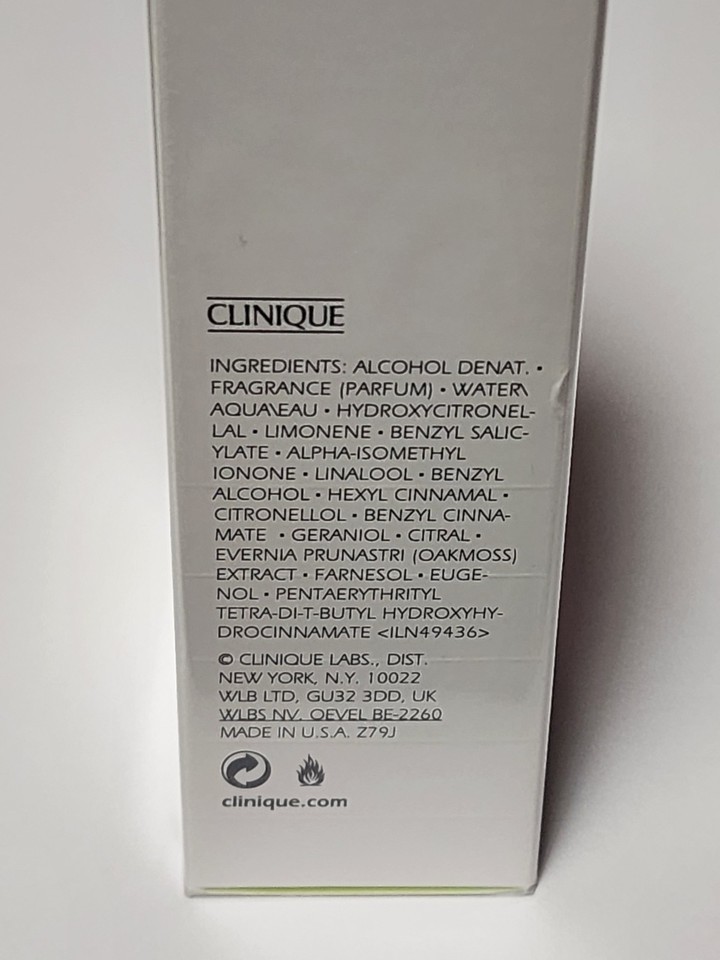 CLINIQUE
INGREDIENTS: ALCOHOL DENAT. •
FRAGRANCE (PARFUM) • WATER\
AQUA\EAU • HYDROXYCITRONEL-
LAL • LIMONENE • BENZYL SALIC-
YLATE • ALPHA-ISOMETHYL
IONONE • LINALOOL • BENZYL
ALCOHOL • HEXYL CINNAMAL •
CITRONELLOL • BENZYL CINNA-
MATE • GERANIOL • CITRAL •
EVERNIA PRUNASTRI (OAKMOSS)
EXTRACT • FARNESOL • EUGE-
NOL • PENTAERYTHRITYL
TETRA-DI-T-BUTYL HYDROXYHY-
DROCINNAMATE <ILN49436>
© CLINIQUE LABS., DIST.
NEW YORK, N.Y. 10022
WLB LTD, GU32 3DD, UK
WLBS NV. OEVEL BE-2260
MADE IN U.S.A. Z79J
clinique.com